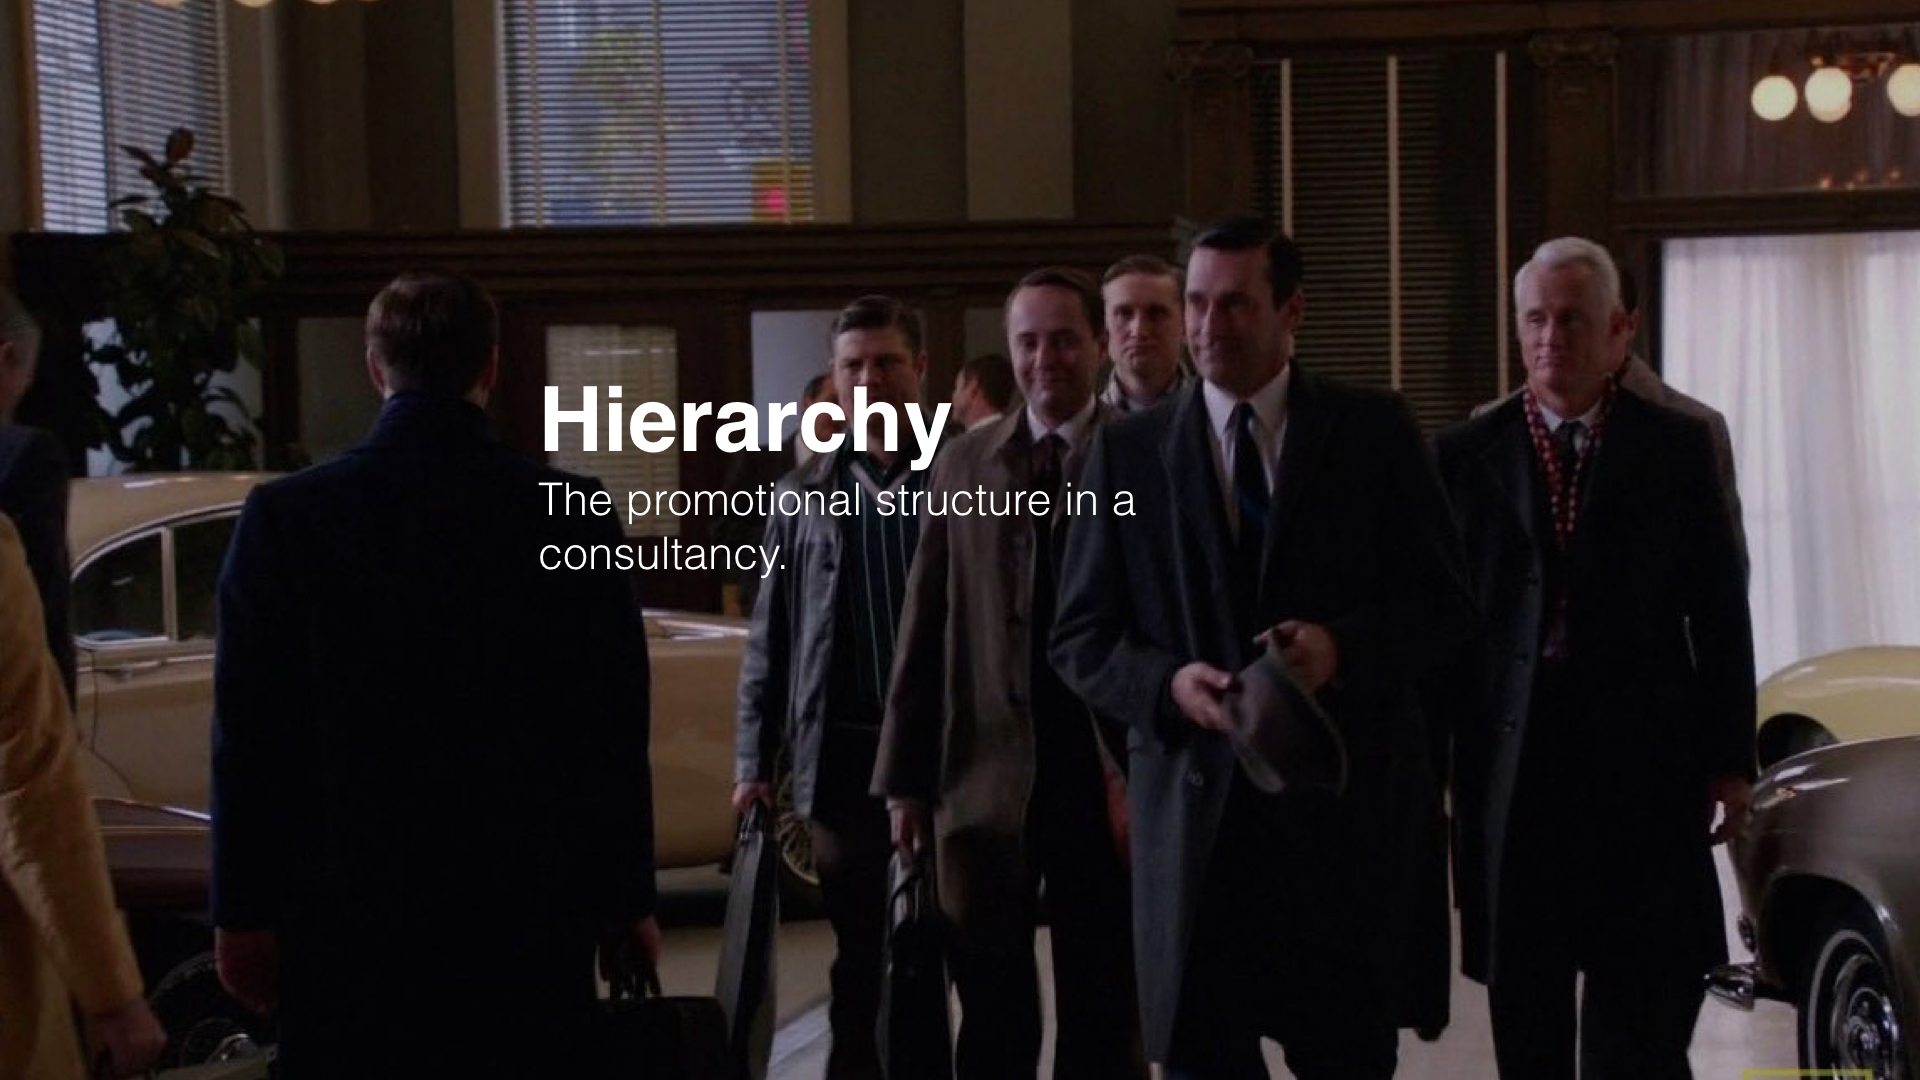 Hierarchy
The promotional structure in a
consultancy.